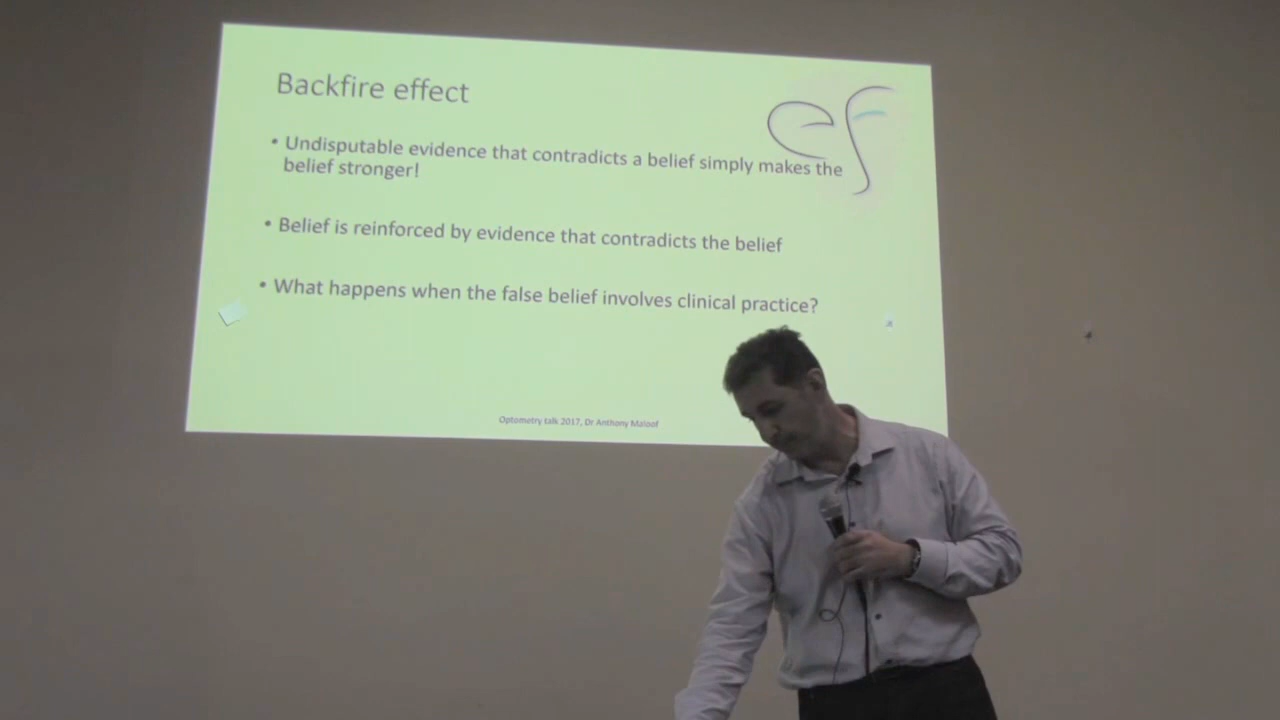 Backfire effect
ef
• Undisputable evidence that contradicts a belief simply makes the
belief stronger!
• Belief is reinforced by evidence that contradicts the belief
• What happens when the false belief involves clinical practice?
Optometry talk 2017, Dr Anthony Maloof